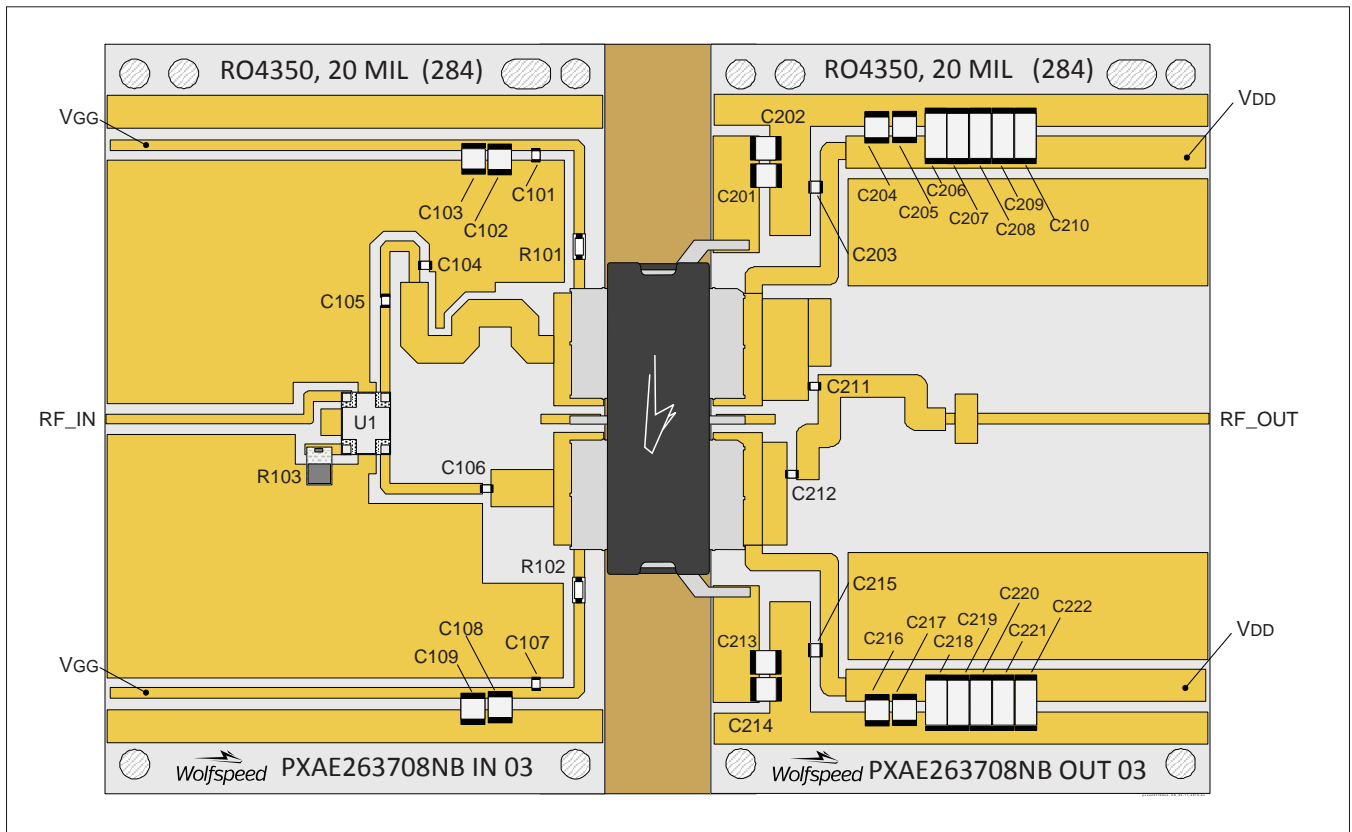 RO4350, 20 MIL (284)
RO4350, 20 MIL (284)
VGG
VDD
C202
C103
C102
C101
C201
C204
C205
C206
C207
C208
C209
C210
C203
R101
C104
C105
C211
RF_IN
U1
RF_OUT
R103
C106
C212
R102
C215
C107
C108
C109
C213
C214
C216
C217
C218
C219
C220
C221
C222
VGG
VDD
Wolfspeed PXAE263708NB IN 03
Wolfspeed PXAE263708NB OUT 03